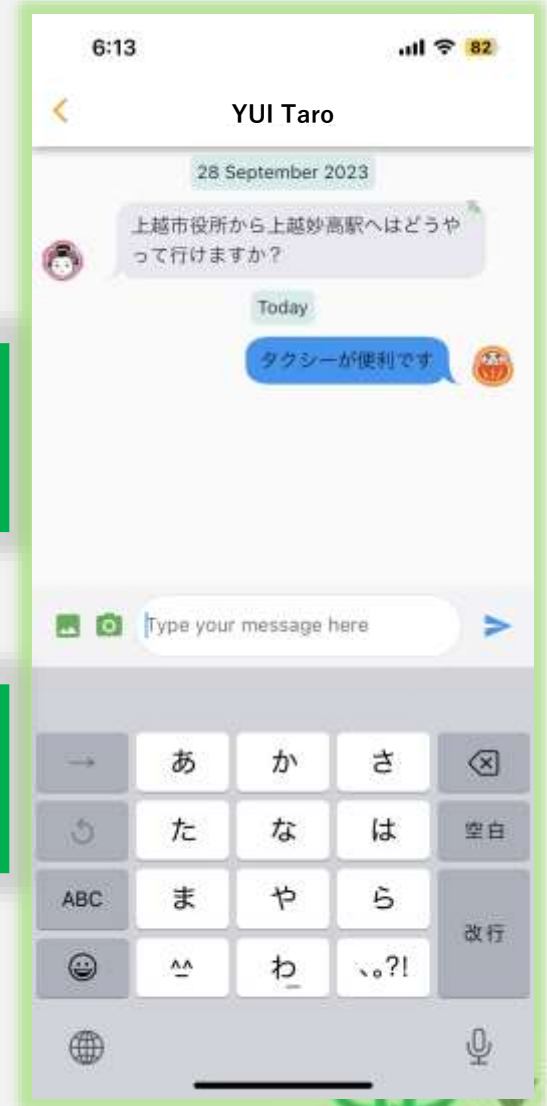 6:13
82
YUI Taro
28 September 2023
上越市役所から上越妙高駅へはどうや
って行けますか？
Today
タクシーが便利です
Type your message here
→ あ か さ
た な は 空白
ABC ま や ら 改行
^^ わ 、。?!